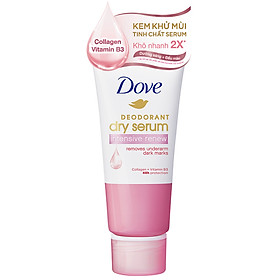 Collagen
Vitamin B3
KEM KHỬ MÙI
TINH CHẤT SERUM
Khô nhanh 2X*
Dove
DEODORANT
dry serum
intensive renew
removes underarm
dark marks
Collagen + Vitamin B3